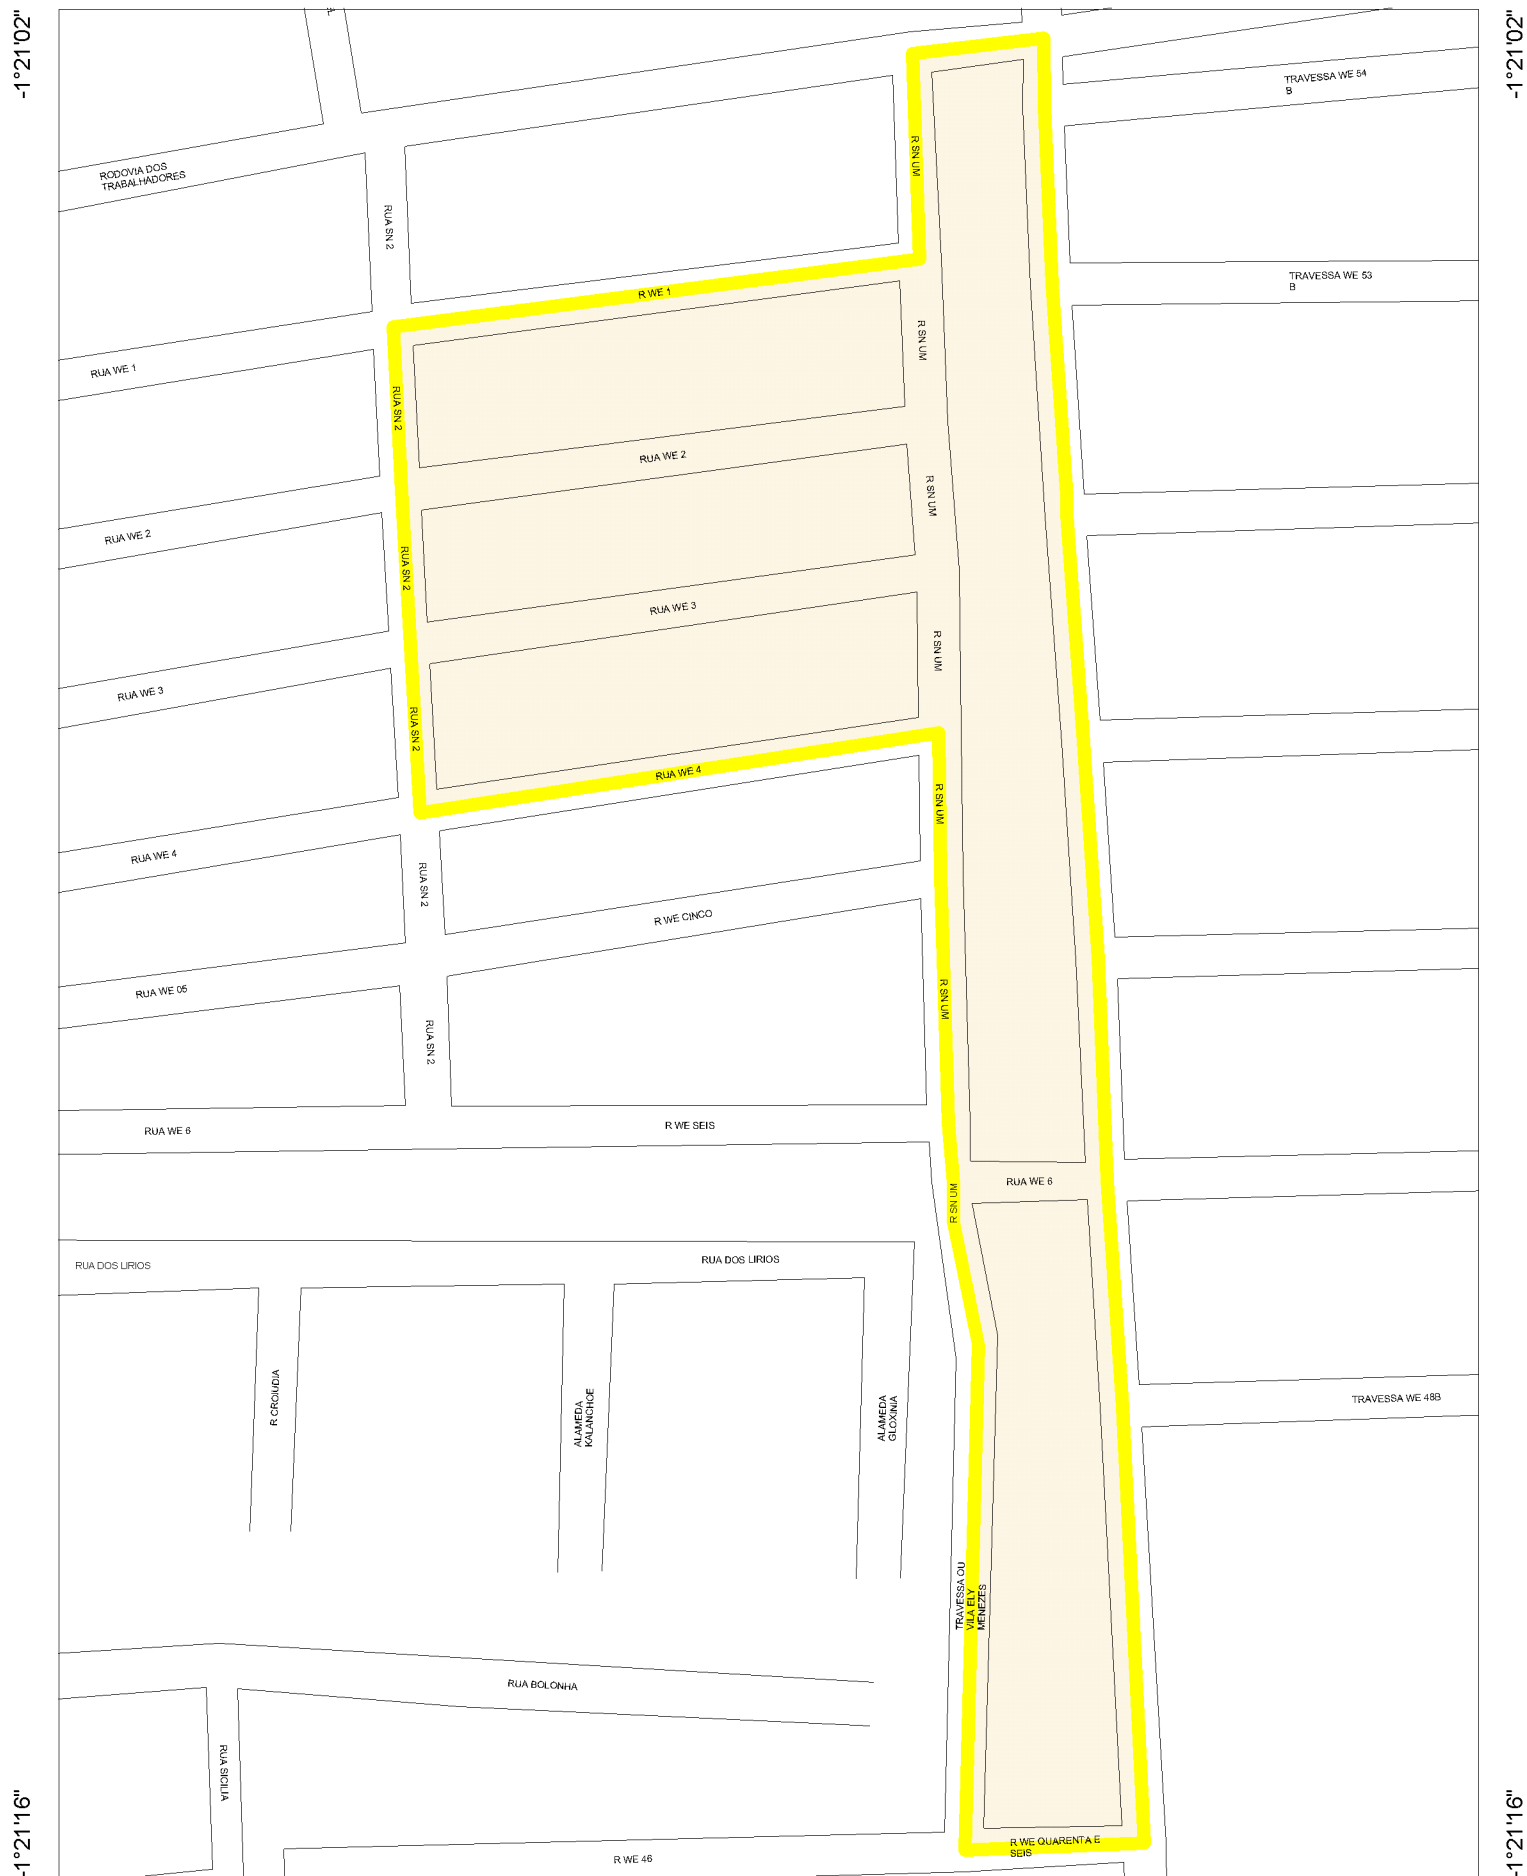 -1°21'02"
-1°21'02"
TRAVESSA WE 54
B
RODOVIA DOS
TRABALHADORES
R SN UM
RUA SN 2
TRAVESSA WE 53
B
R WE 1
R SN UM
RUA WE 1
RUA SN 2
RUA WE 2
R SN UM
RUA WE 2
RUA SN 2
RUA WE 3
R SN UM
RUA WE 3
RUA SN 2
RUA WE 4
R SN UM
RUA WE 4
RUA SN 2
R WE CINCO
R SN UM
RUA WE 05
RUA SN 2
RUA WE 6
R WE SEIS
RUA WE 6
R SN UM
RUA DOS LIRIOS
RUA DOS LIRIOS
R CROIUDIA
ALAMEDA
KALANCHOE
ALAMEDA
GLOXINIA
TRAVESSA WE 48B
TRAVESSA OU
VILA ELY
MENEZES
RUA BOLONHA
RUA SICILIA
R WE QUARENTA E
SEIS
R WE 46
-1°21'16"
-1°21'16"